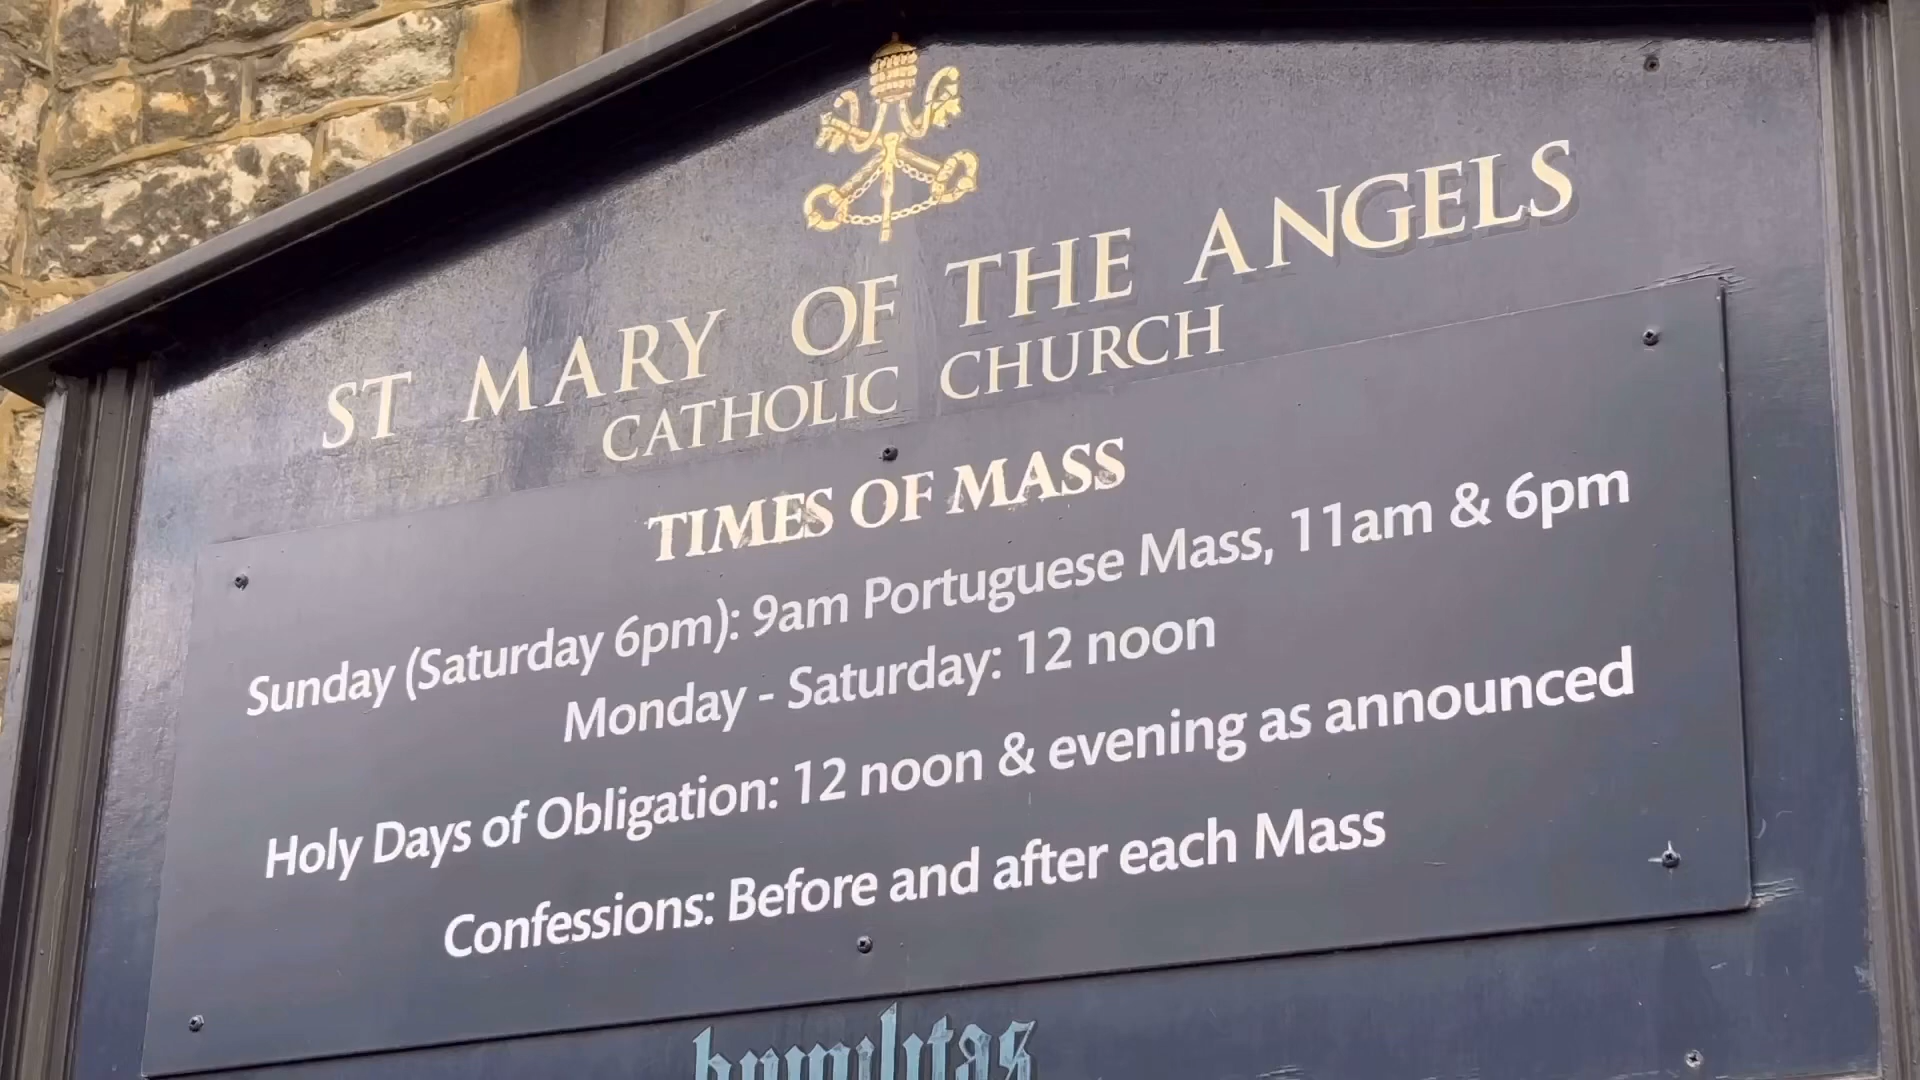 ST MARY OF THE ANGELS
CATHOLIC CHURCH
TIMES OF MASS
Sunday (Saturday 6pm): 9am Portuguese Mass, 11am & 6pm
Monday - Saturday: 12 noon
Holy Days of Obligation: 12 noon & evening as announced
Confessions: Before and after each Mass
humilitas